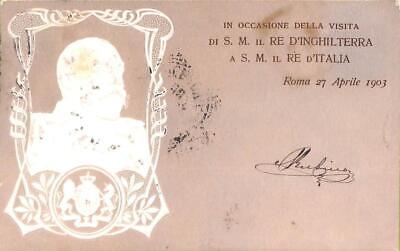 IN OCCASIONE DELLA VISITA
DI S. M. IL RE D'INGHILTERRA
A S. M. IL RE D'ITALIA
Roma 27 Aprile 1903